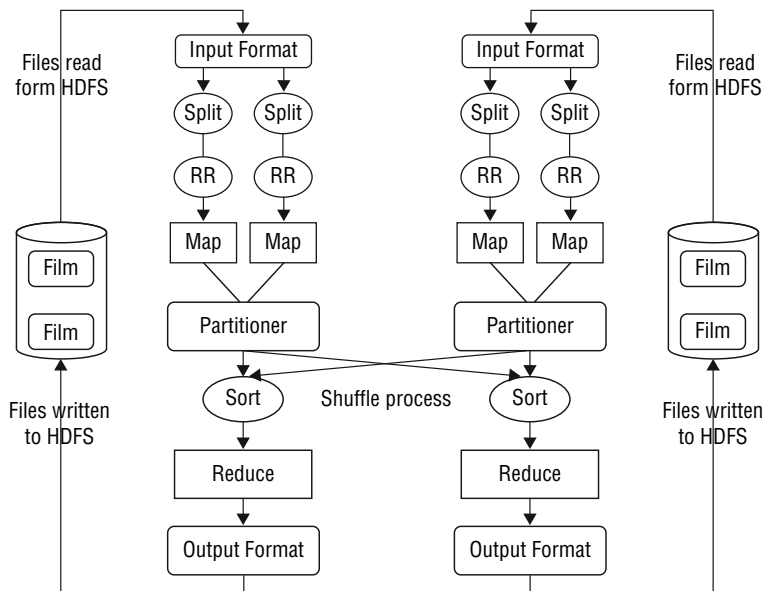 Input Format
Input Format
Files read
form HDFS
Files read
form HDFS
Split
Split
Split
Split
RR
RR
RR
RR
Map
Map
Map
Map
Film
Film
Film
Film
Partitioner
Partitioner
Sort
Shuffle process
Sort
Files written
to HDFS
Files written
to HDFS
Reduce
Reduce
Output Format
Output Format